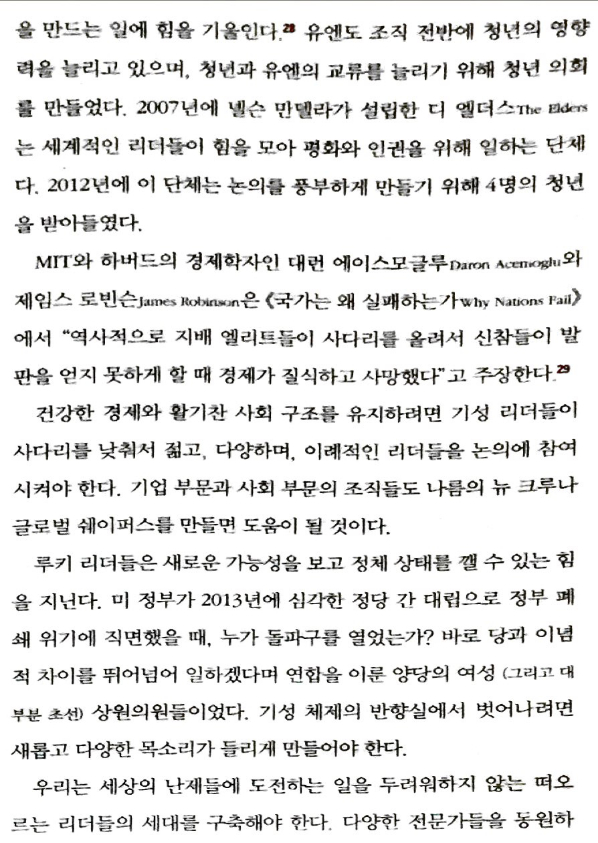 을 만드는 일에 힘을 기울인다.28 유엔도 조직 전반에 청년의 영향
력을 늘리고 있으며, 청년과 유엔의 교류를 늘리기 위해 청년 의회
를 만들었다. 2007년에 넬슨 만델라가 설립한 디 엘더스The Elders
는 세계적인 리더들이 힘을 모아 평화와 인권을 위해 일하는 단체
다. 2012년에 이 단체는 논의를 풍부하게 만들기 위해 4명의 청년
을 받아들였다.
MIT와 하버드의 경제학자인 대런 에이스모글루Daron Acemoglu와
제임스 로빈슨James Robinson은 《국가는 왜 실패하는가Why Nations Fail》
에서 “역사적으로 지배 엘리트들이 사다리를 올려서 신참들이 발
판을 얻지 못하게 할 때 경제가 질식하고 사망했다”고 주장한다.29
건강한 경제와 활기찬 사회 구조를 유지하려면 기성 리더들이
사다리를 낮춰서 젊고, 다양하며, 이례적인 리더들을 논의에 참여
시켜야 한다. 기업 부문과 사회 부문의 조직들도 나름의 뉴 크루나
글로벌 쉐이퍼스를 만들면 도움이 될 것이다.
루키 리더들은 새로운 가능성을 보고 정체 상태를 깰 수 있는 힘
을 지닌다. 미 정부가 2013년에 심각한 정당 간 대립으로 정부 폐
쇄 위기에 직면했을 때, 누가 돌파구를 열었는가? 바로 당과 이념
적 차이를 뛰어넘어 일하겠다며 연합을 이룬 양당의 여성 (그리고 대
부분 초선) 상원의원들이었다. 기성 체제의 반향실에서 벗어나려면
새롭고 다양한 목소리가 들리게 만들어야 한다.
우리는 세상의 난제들에 도전하는 일을 두려워하지 않는 떠오
르는 리더들의 세대를 구축해야 한다. 다양한 전문가들을 동원하